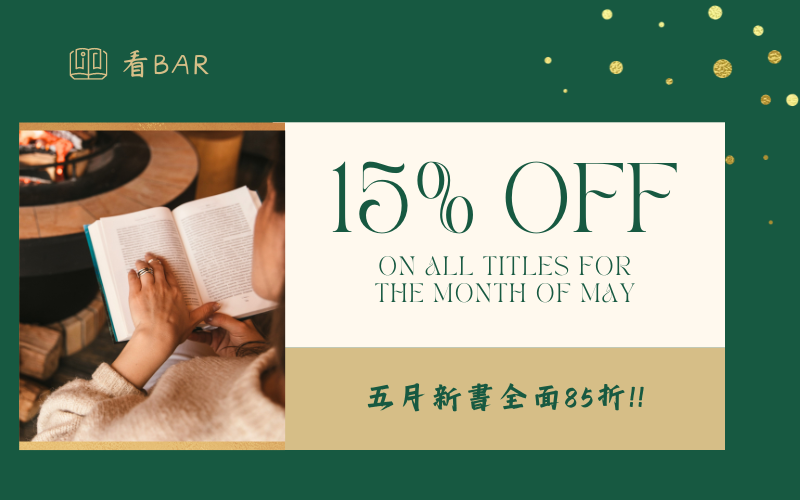 看BAR
15% OFF
ON ALL TITLES FOR
THE MONTH OF MAY
五月新書全面85折!!